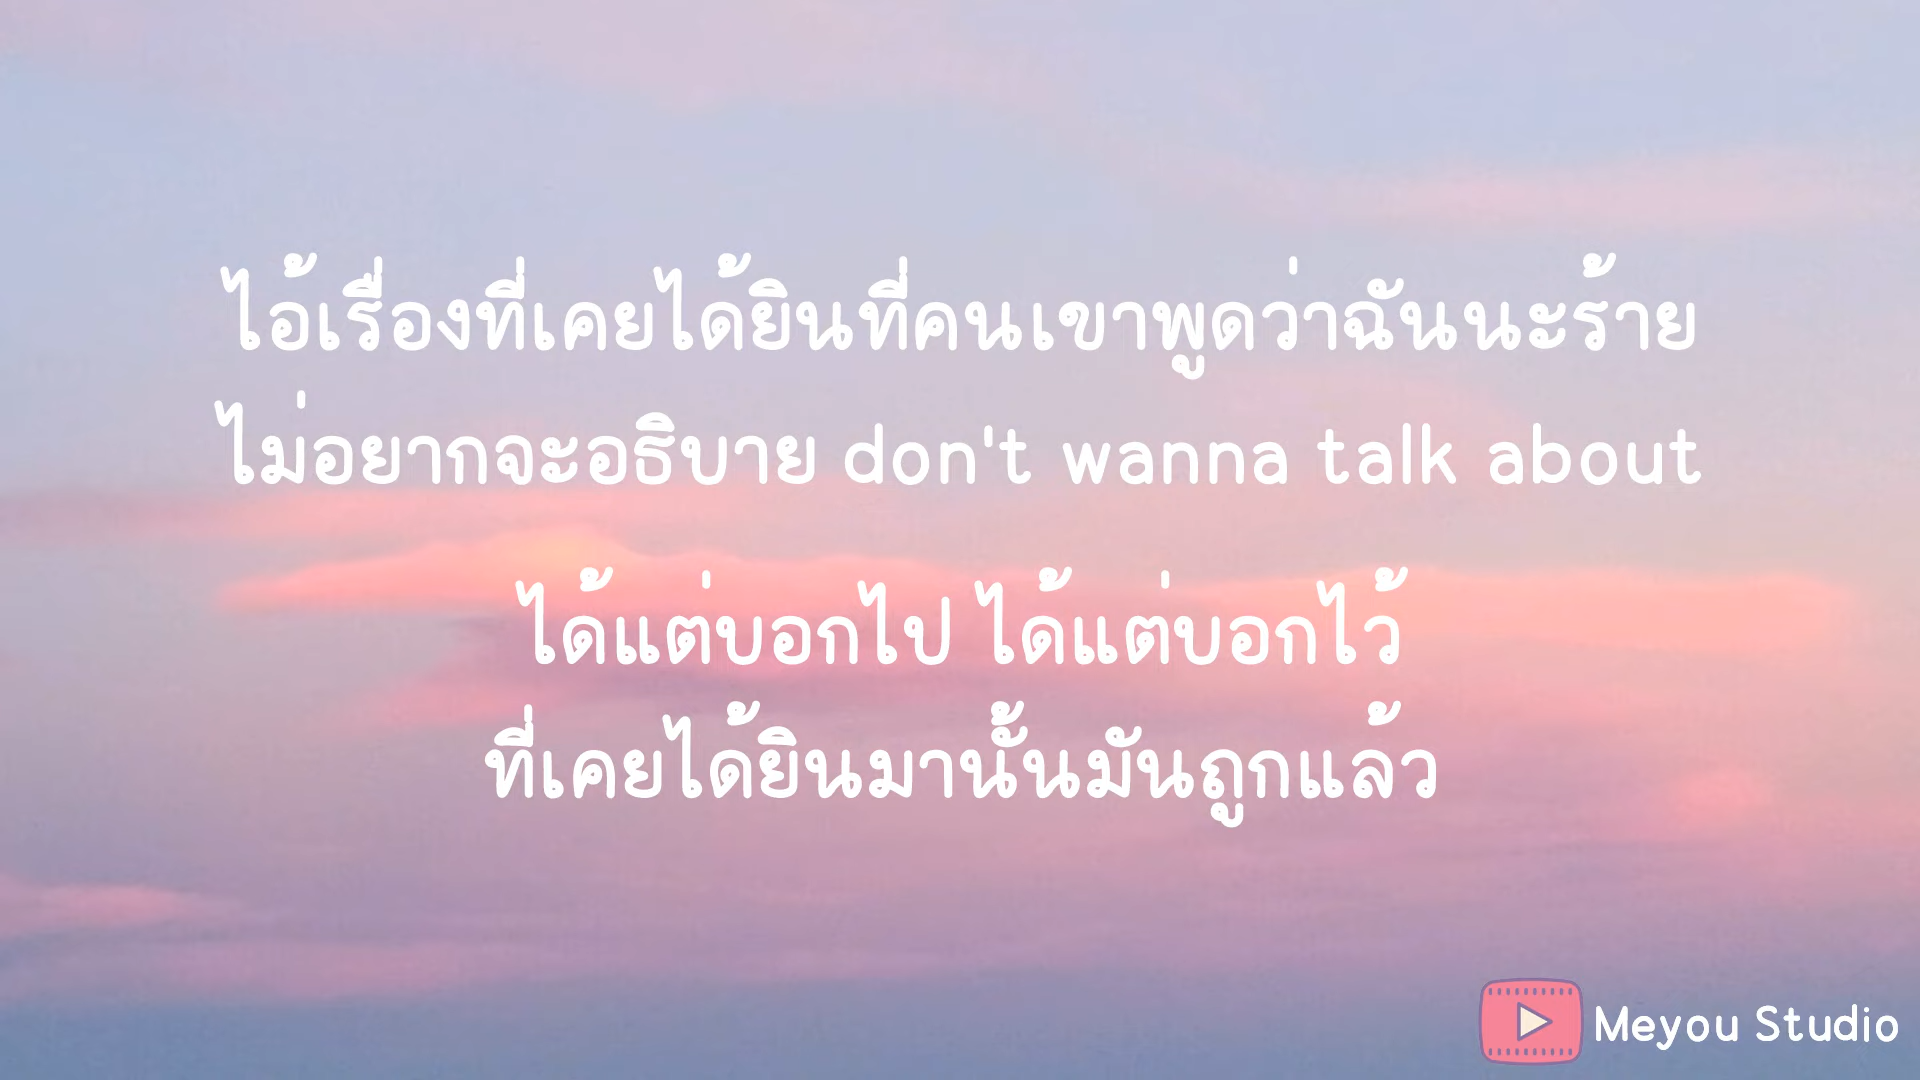 ไอ้เรื่องที่เคยได้ยินที่คนเขาพูดว่าฉันนะร้าย
ไม่อยากจะอธิบาย don't wanna talk about
ได้แต่บอกไป ได้แต่บอกไว้
ที่เคยได้ยินมานั้นมันถูกแล้ว
Meyou Studio